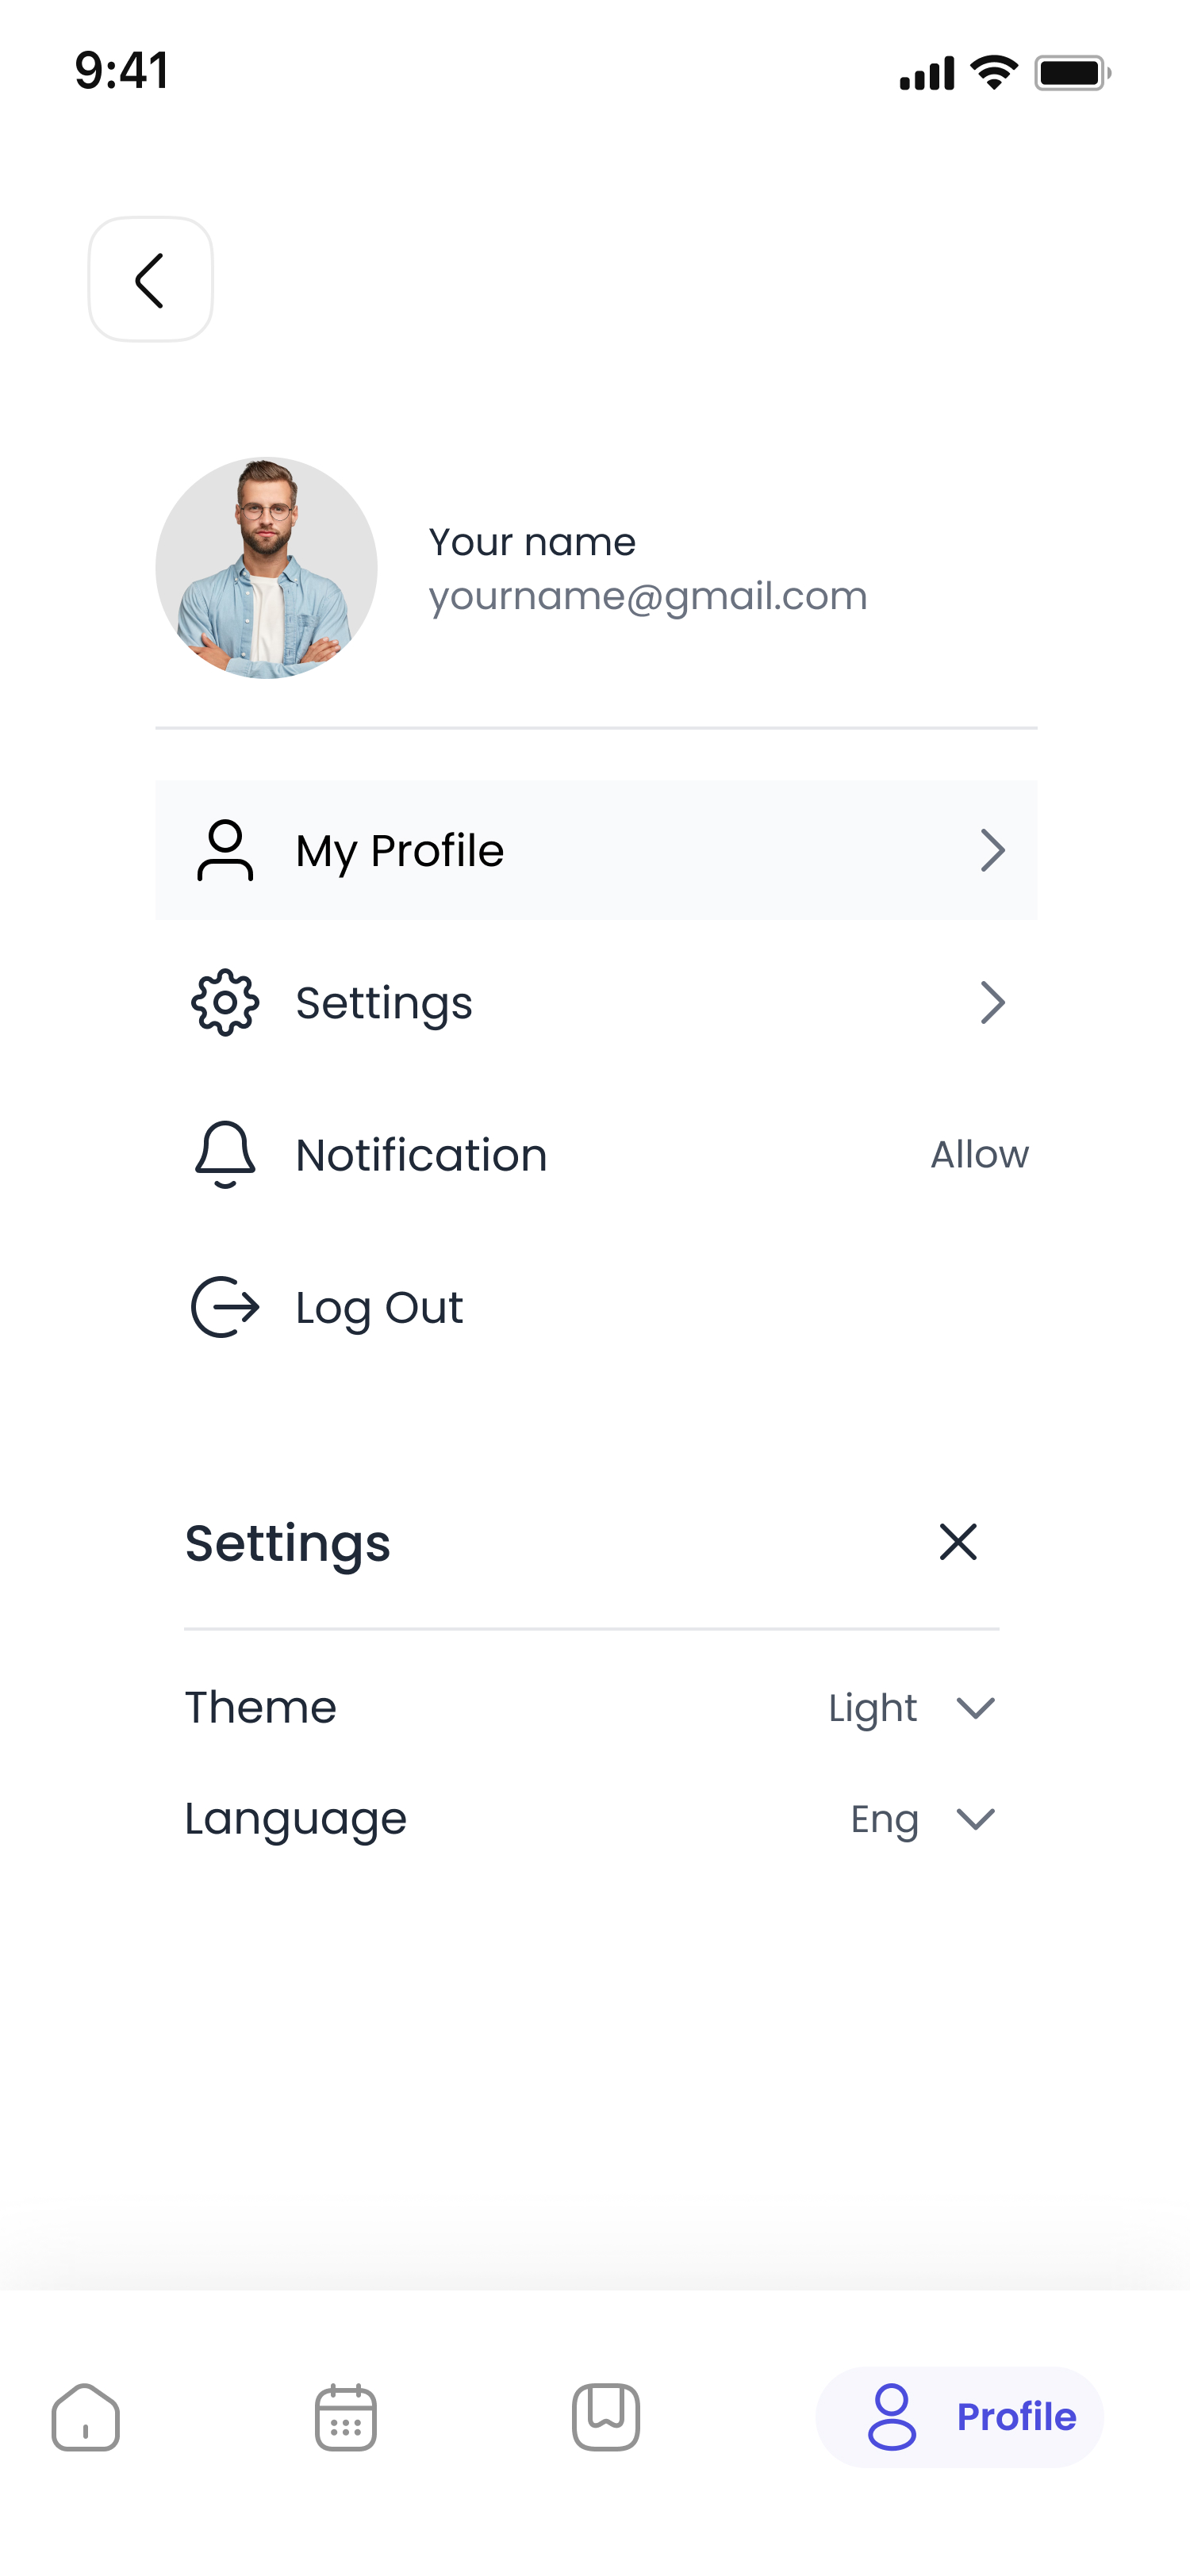 9:41
Your name
yourname@gmail.com
My Profile
Settings
Notification Allow
Log Out
Settings
Theme Light
Language Eng
Profile